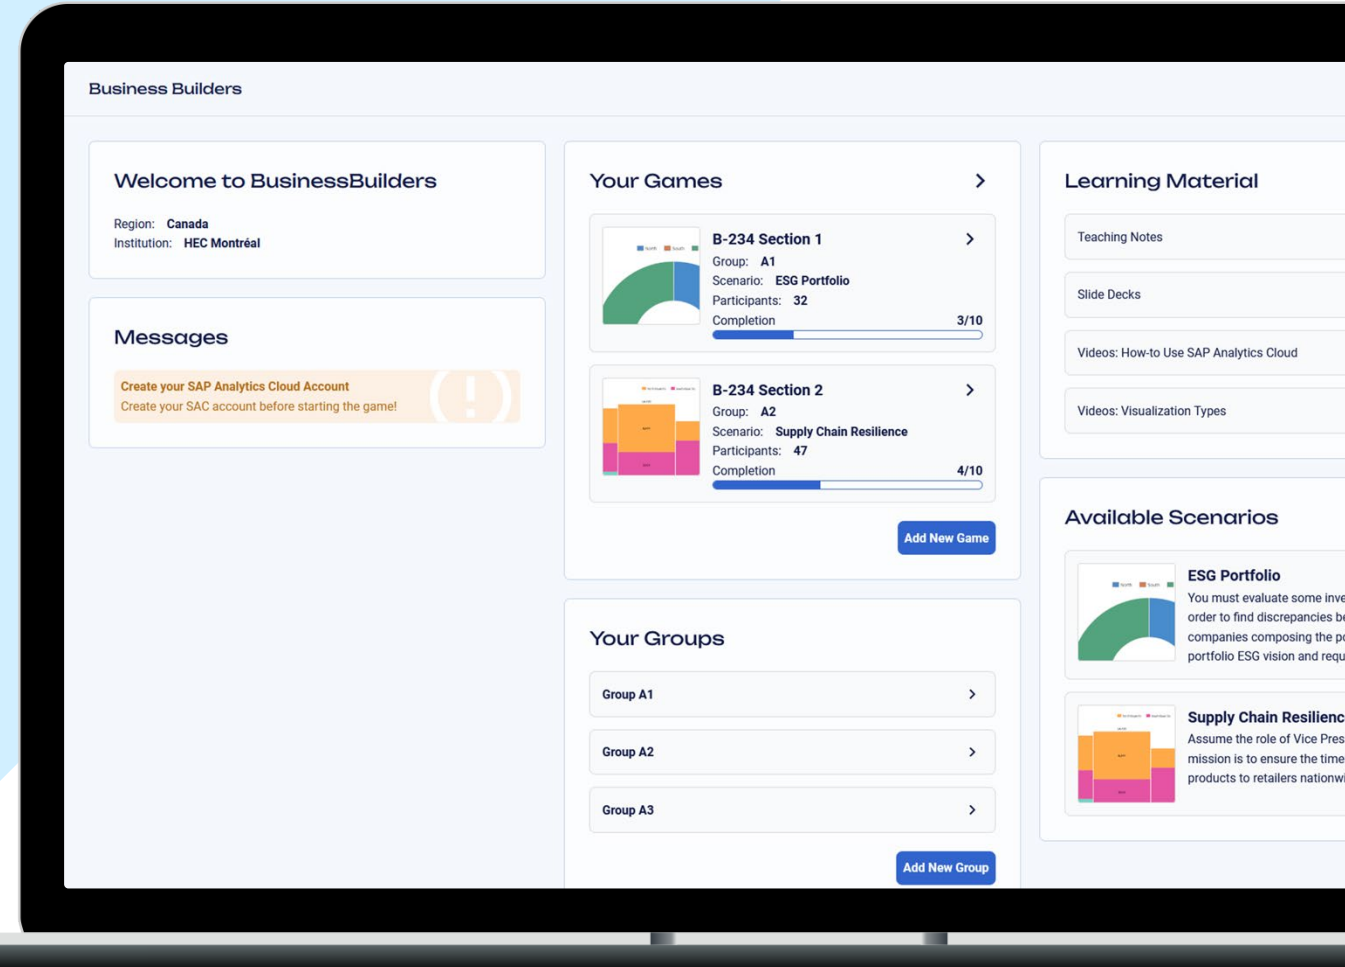 Business Builders
Welcome to BusinessBuilders
Region: Canada
Institution: HEC Montréal
Messages
Create your SAP Analytics Cloud Account
Create your SAC account before starting the game!
Your Games
B-234 Section 1
Group: A1
Scenario: ESG Portfolio
Participants: 32
Completion 3/10
B-234 Section 2
Group: A2
Scenario: Supply Chain Resilience
Participants: 47
Completion 4/10
Add New Game
Your Groups
Group A1
Group A2
Group A3
Add New Group
Learning Material
Teaching Notes
Slide Decks
Videos: How-to Use SAP Analytics Cloud
Videos: Visualization Types
Available Scenarios
ESG Portfolio
You must evaluate some inve
order to find discrepancies be
companies composing the po
portfolio ESG vision and requ
Supply Chain Resilienc
Assume the role of Vice Pres
mission is to ensure the time
products to retailers nationwi